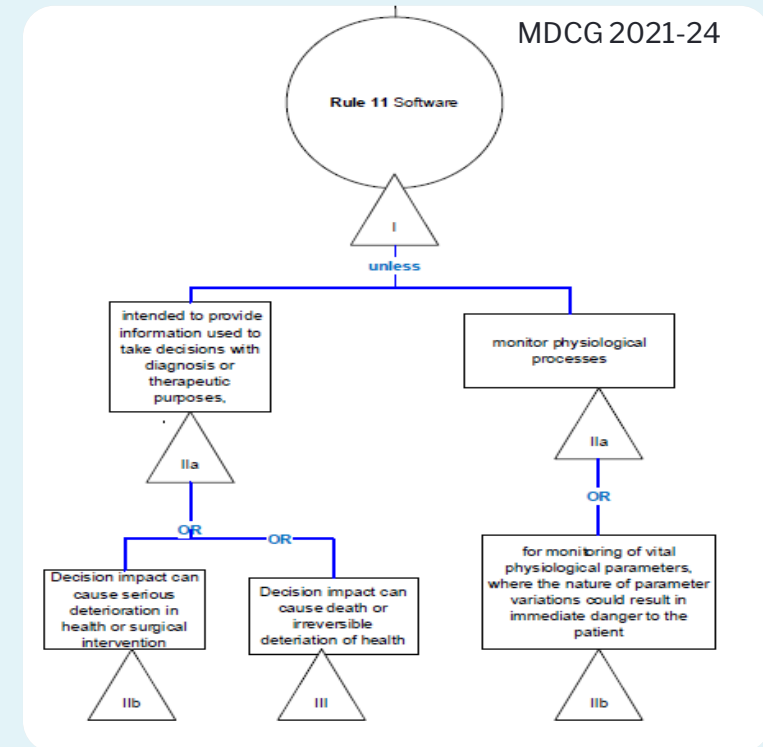 MDCG 2021-24
Rule 11 Software
I
unless
intended to provide
information used to
take decisions with
diagnosis or
therapeutic
purposes,
monitor physiological
processes
IIa
IIa
OR
OR
OR
Decision impact can
cause serious
deterioration in
health or surgical
intervention
Decision impact can
cause death or
irreversible
deteriation of health
for monitoring of vital
physiological parameters,
where the nature of parameter
variations could result in
immediate danger to the
patient
IIb
III
IIb